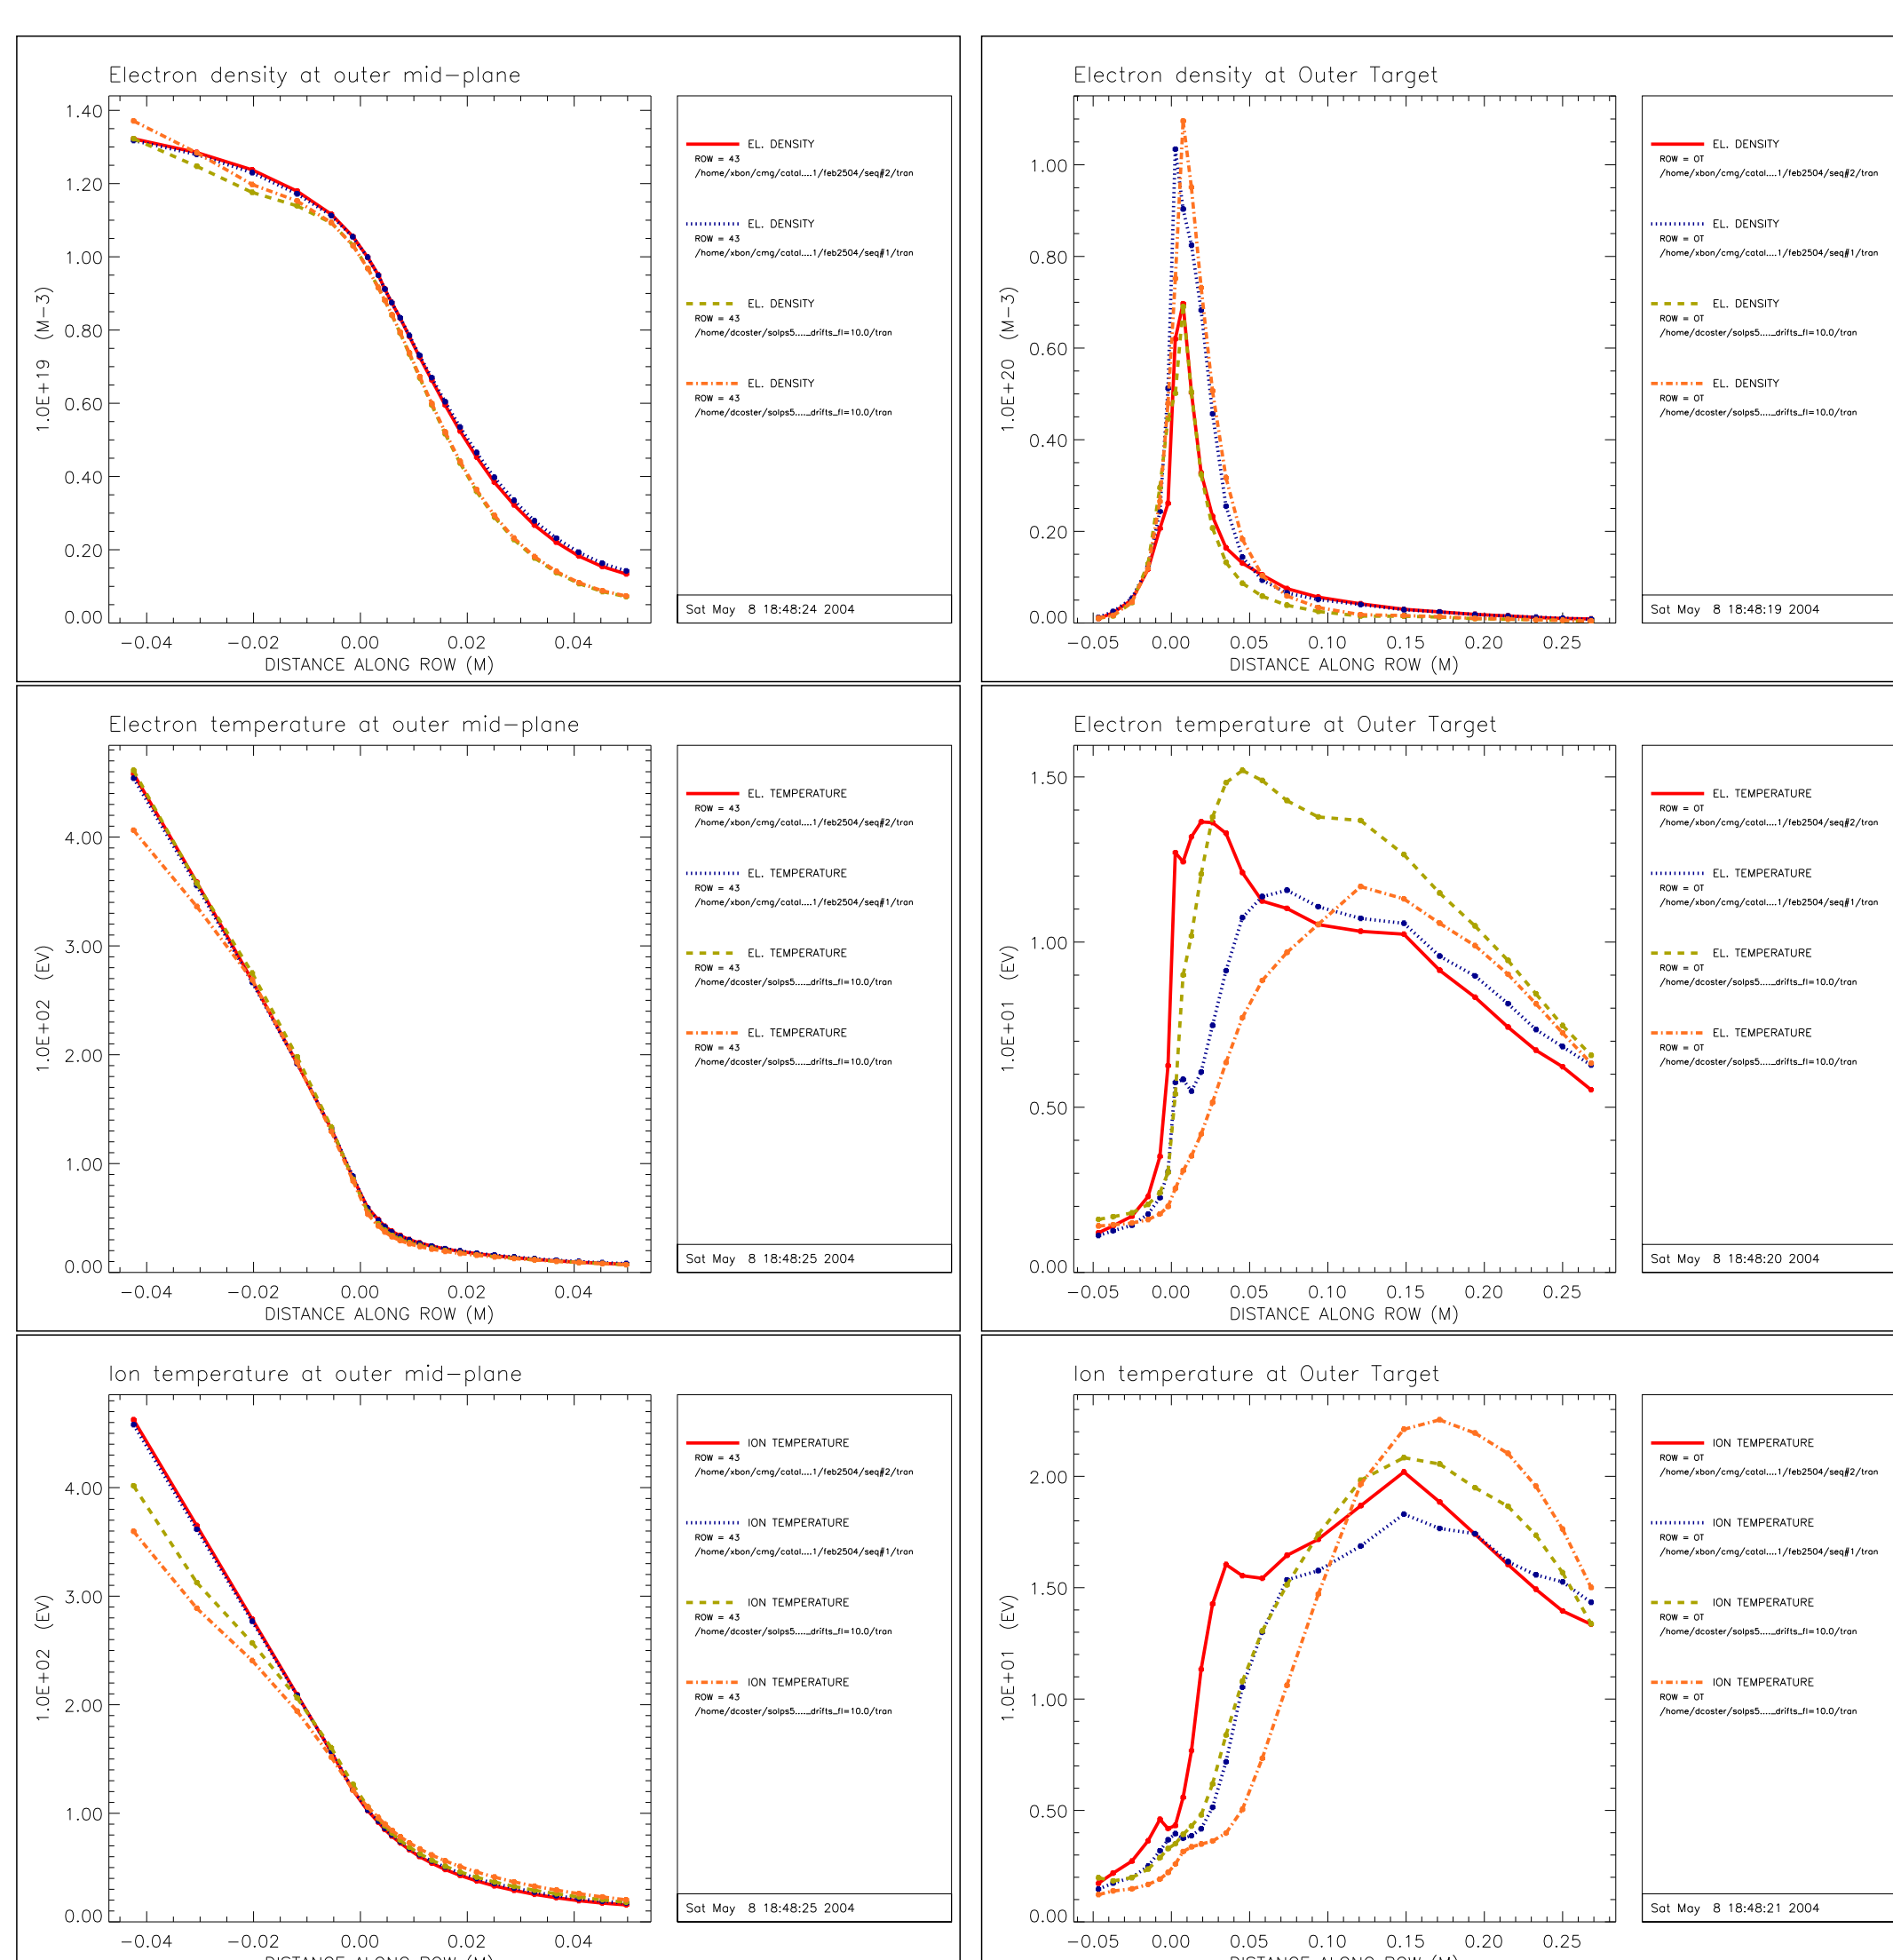 Electron density at outer mid-plane
1.40
1.20
1.00
0.80
0.60
0.40
0.20
0.00
1.0E+19 (M-3)
-0.04 -0.02 0.00 0.02 0.04
DISTANCE ALONG ROW (M)
EL. DENSITY
ROW = 43
/home/xbon/cmg/catal....1/feb2504/seq#2/tran
EL. DENSITY
ROW = 43
/home/xbon/cmg/catal....1/feb2504/seq#1/tran
EL. DENSITY
ROW = 43
/home/dcoster/solps5...._drifts_fl=10.0/tran
EL. DENSITY
ROW = 43
/home/dcoster/solps5...._drifts_fl=10.0/tran
Sat May 8 18:48:24 2004
Electron density at Outer Target
1.00
0.80
0.60
0.40
0.20
0.00
1.0E+20 (M-3)
-0.05 0.00 0.05 0.10 0.15 0.20 0.25
DISTANCE ALONG ROW (M)
EL. DENSITY
ROW = OT
/home/xbon/cmg/catal....1/feb2504/seq#2/tran
EL. DENSITY
ROW = OT
/home/xbon/cmg/catal....1/feb2504/seq#1/tran
EL. DENSITY
ROW = OT
/home/dcoster/solps5...._drifts_fl=10.0/tran
EL. DENSITY
ROW = OT
/home/dcoster/solps5...._drifts_fl=10.0/tran
Sat May 8 18:48:19 2004
Electron temperature at outer mid-plane
4.00
3.00
2.00
1.00
0.00
1.0E+02 (EV)
-0.04 -0.02 0.00 0.02 0.04
DISTANCE ALONG ROW (M)
EL. TEMPERATURE
ROW = 43
/home/xbon/cmg/catal....1/feb2504/seq#2/tran
EL. TEMPERATURE
ROW = 43
/home/xbon/cmg/catal....1/feb2504/seq#1/tran
EL. TEMPERATURE
ROW = 43
/home/dcoster/solps5...._drifts_fl=10.0/tran
EL. TEMPERATURE
ROW = 43
/home/dcoster/solps5...._drifts_fl=10.0/tran
Sat May 8 18:48:25 2004
Electron temperature at Outer Target
1.50
1.00
0.50
0.00
1.0E+01 (EV)
-0.05 0.00 0.05 0.10 0.15 0.20 0.25
DISTANCE ALONG ROW (M)
EL. TEMPERATURE
ROW = OT
/home/xbon/cmg/catal....1/feb2504/seq#2/tran
EL. TEMPERATURE
ROW = OT
/home/xbon/cmg/catal....1/feb2504/seq#1/tran
EL. TEMPERATURE
ROW = OT
/home/dcoster/solps5...._drifts_fl=10.0/tran
EL. TEMPERATURE
ROW = OT
/home/dcoster/solps5...._drifts_fl=10.0/tran
Sat May 8 18:48:20 2004
Ion temperature at outer mid-plane
4.00
3.00
2.00
1.00
0.00
1.0E+02 (EV)
-0.04 -0.02 0.00 0.02 0.04
DISTANCE ALONG ROW (M)
ION TEMPERATURE
ROW = 43
/home/xbon/cmg/catal....1/feb2504/seq#2/tran
ION TEMPERATURE
ROW = 43
/home/xbon/cmg/catal....1/feb2504/seq#1/tran
ION TEMPERATURE
ROW = 43
/home/dcoster/solps5...._drifts_fl=10.0/tran
ION TEMPERATURE
ROW = 43
/home/dcoster/solps5...._drifts_fl=10.0/tran
Sat May 8 18:48:25 2004
Ion temperature at Outer Target
2.00
1.50
1.00
0.50
0.00
1.0E+01 (EV)
-0.05 0.00 0.05 0.10 0.15 0.20 0.25
DISTANCE ALONG ROW (M)
ION TEMPERATURE
ROW = OT
/home/xbon/cmg/catal....1/feb2504/seq#2/tran
ION TEMPERATURE
ROW = OT
/home/xbon/cmg/catal....1/feb2504/seq#1/tran
ION TEMPERATURE
ROW = OT
/home/dcoster/solps5...._drifts_fl=10.0/tran
ION TEMPERATURE
ROW = OT
/home/dcoster/solps5...._drifts_fl=10.0/tran
Sat May 8 18:48:21 2004